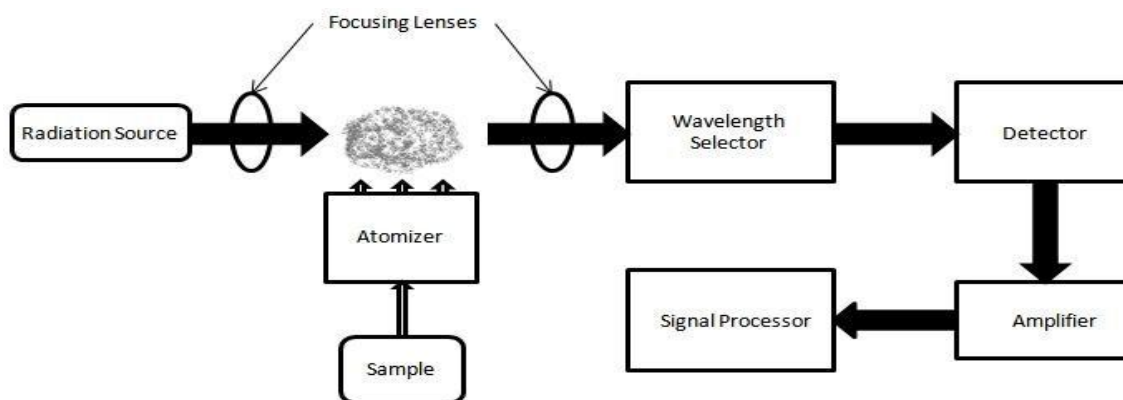 Focusing Lenses
Radiation Source
Wavelength
Selector
Detector
Atomizer
Signal Processor
Amplifier
Sample